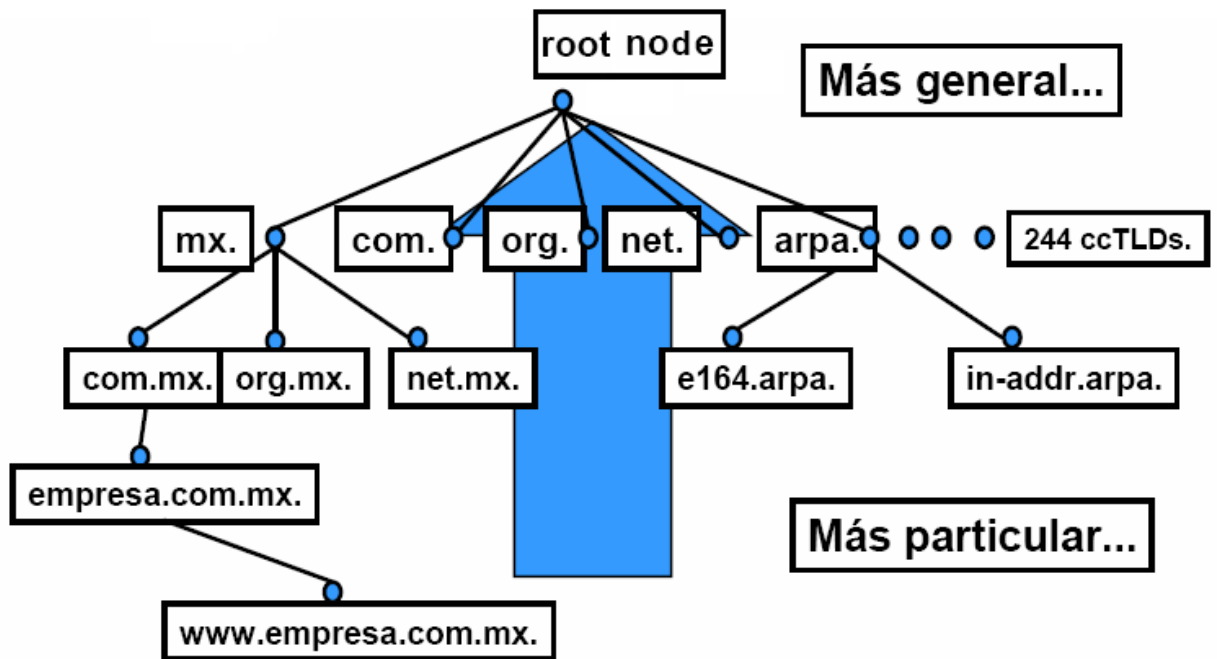 root node
Más general...
mx.
com.
org.
net.
arpa.
244 ccTLDs.
com.mx.
org.mx.
net.mx.
e164.arpa.
in-addr.arpa.
empresa.com.mx.
Más particular...
www.empresa.com.mx.